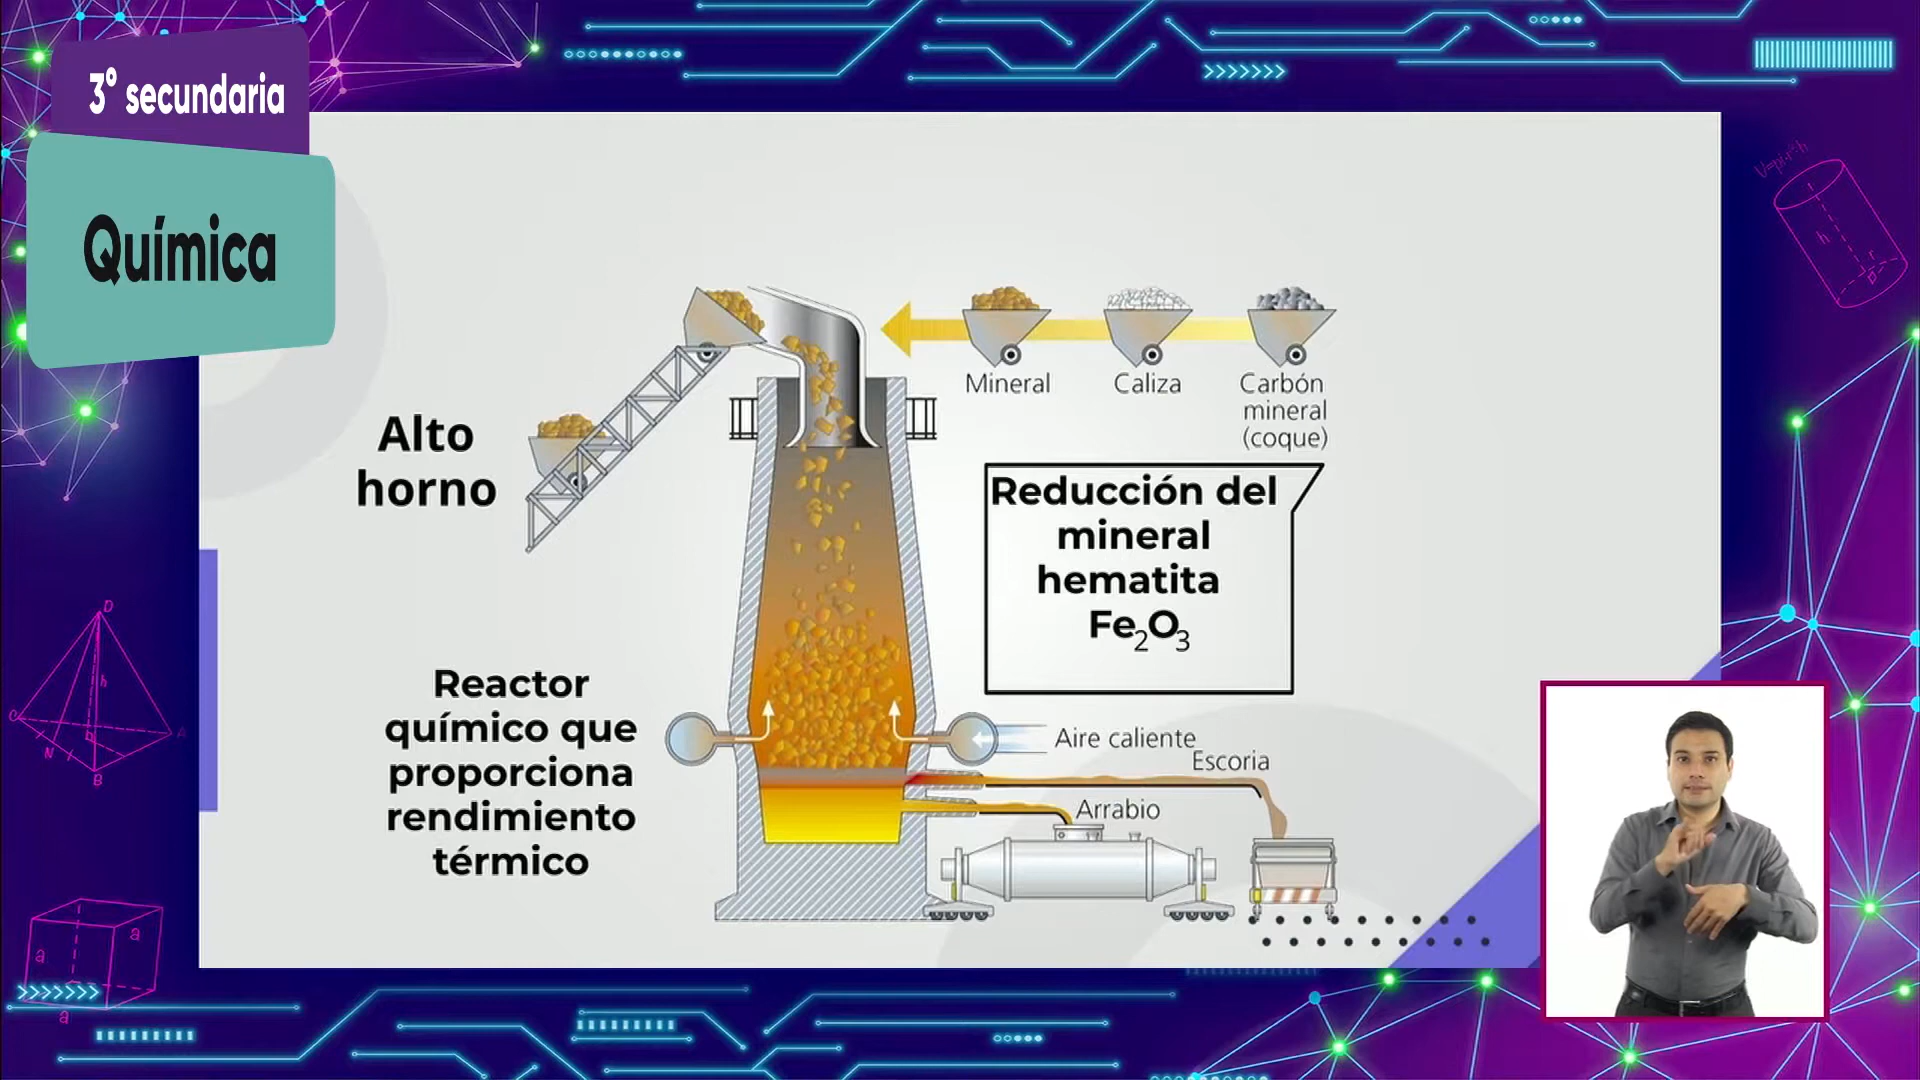 3° secundaria
Química
Mineral
Caliza
Carbón
mineral
(coque)
Alto
horno
Reducción del
mineral
hematita
Fe₂O₃
Reactor
químico que
proporciona
rendimiento
térmico
Aire caliente
Escoria
Arrabio
D
h
C
A
N
b
B
a
a
a
h
r